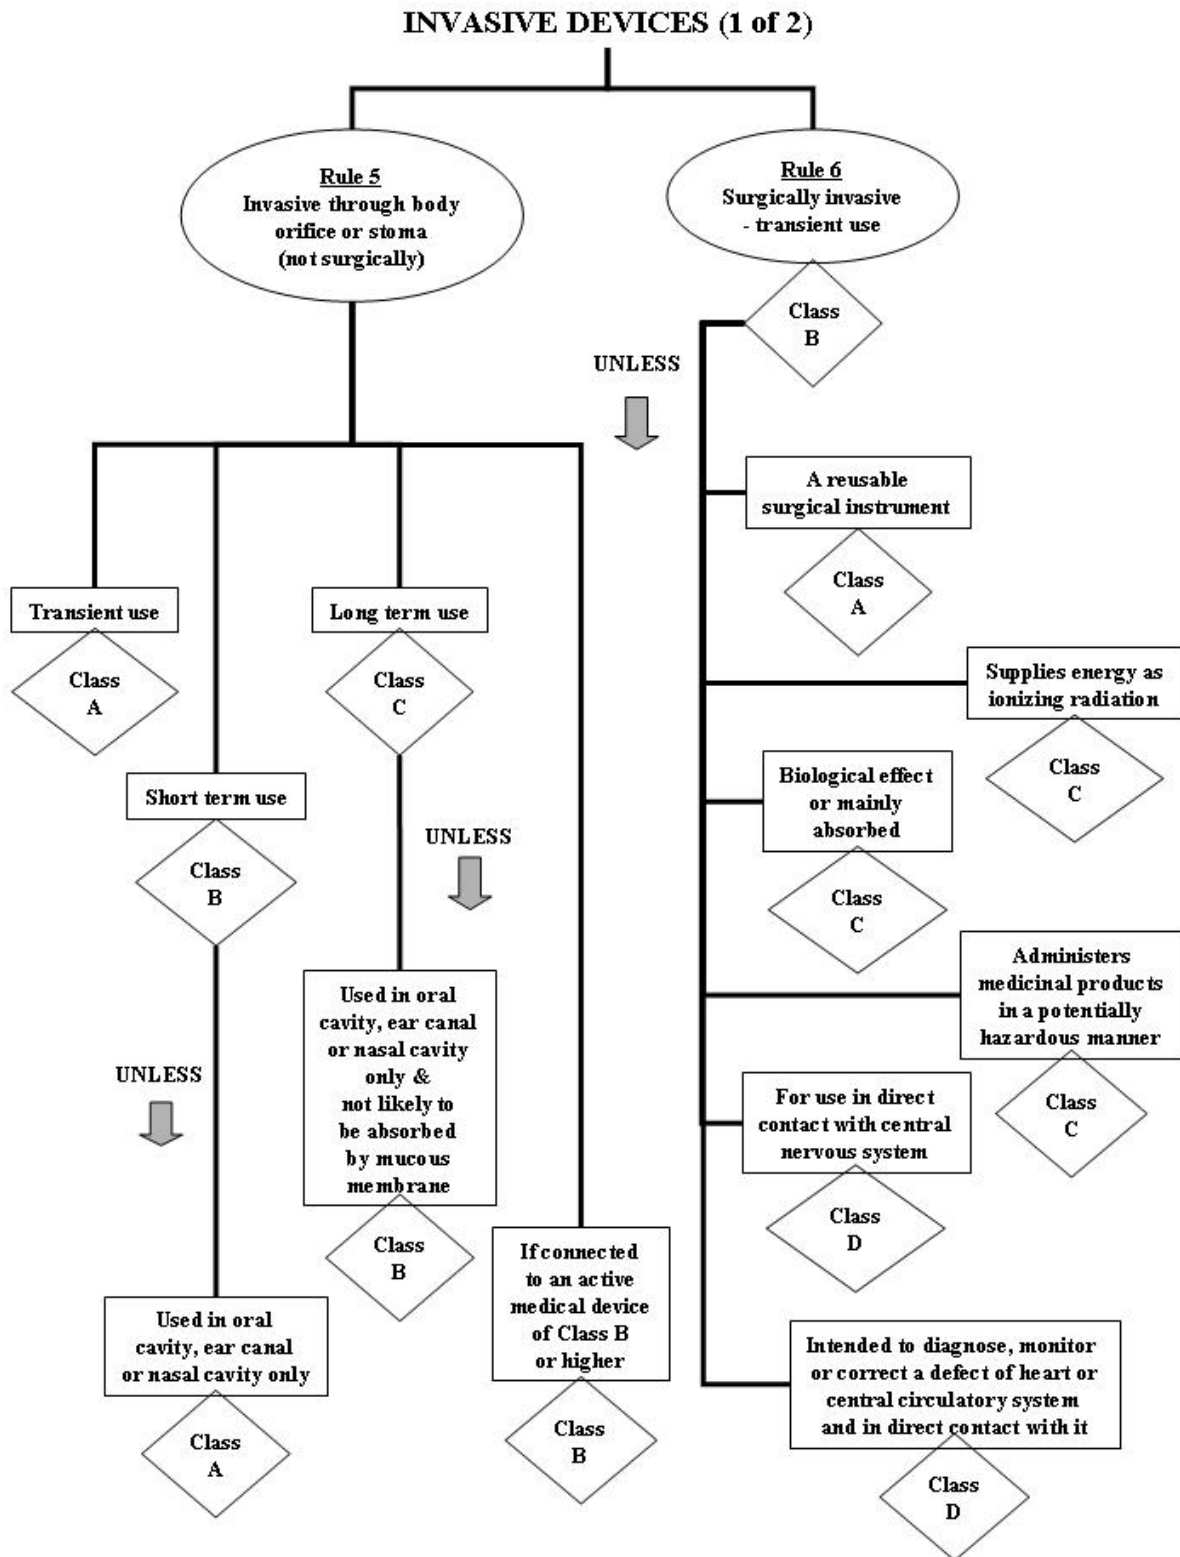 INVASIVE DEVICES (1 of 2)
Rule 5
Invasive through body
orifice or stoma
(not surgically)
Rule 6
Surgically invasive
- transient use
Class
B
UNLESS
A reusable
surgical instrument
Class
A
Transient use
Class
A
Long term use
Class
C
Supplies energy as
ionizing radiation
Class
C
Short term use
Class
B
UNLESS
Biological effect
or mainly
absorbed
Class
C
Used in oral
cavity, ear canal
or nasal cavity
only &
not likely to
be absorbed
by mucous
membrane
Class
B
Administers
medicinal products
in a potentially
hazardous manner
Class
C
UNLESS
For use in direct
contact with central
nervous system
Class
D
If connected
to an active
medical device
of Class B
or higher
Class
B
Used in oral
cavity, ear canal
or nasal cavity only
Class
A
Intended to diagnose, monitor
or correct a defect of heart or
central circulatory system
and in direct contact with it
Class
D